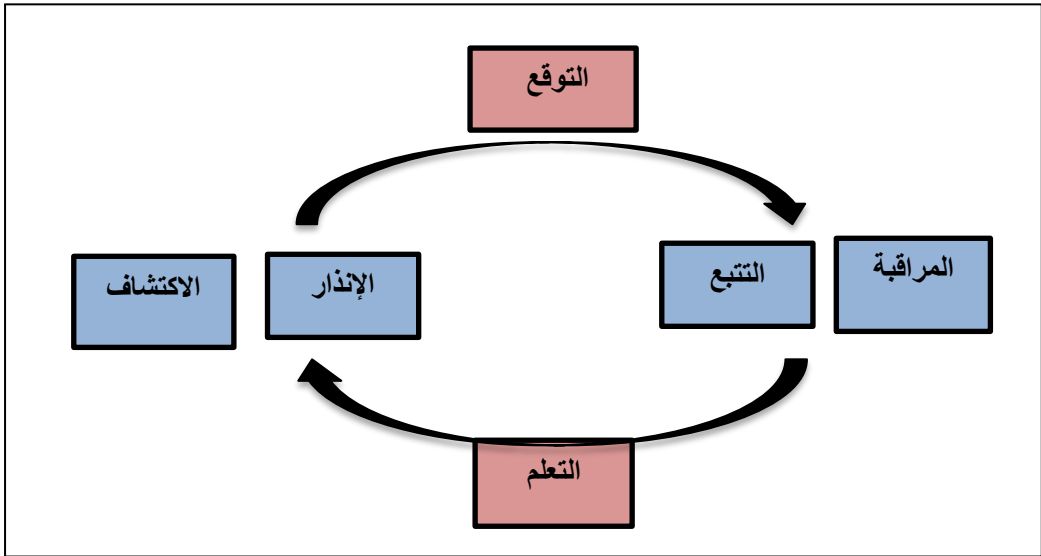 التوقع
المراقبة
التتبع
الإنذار
الاكتشاف
التعلم